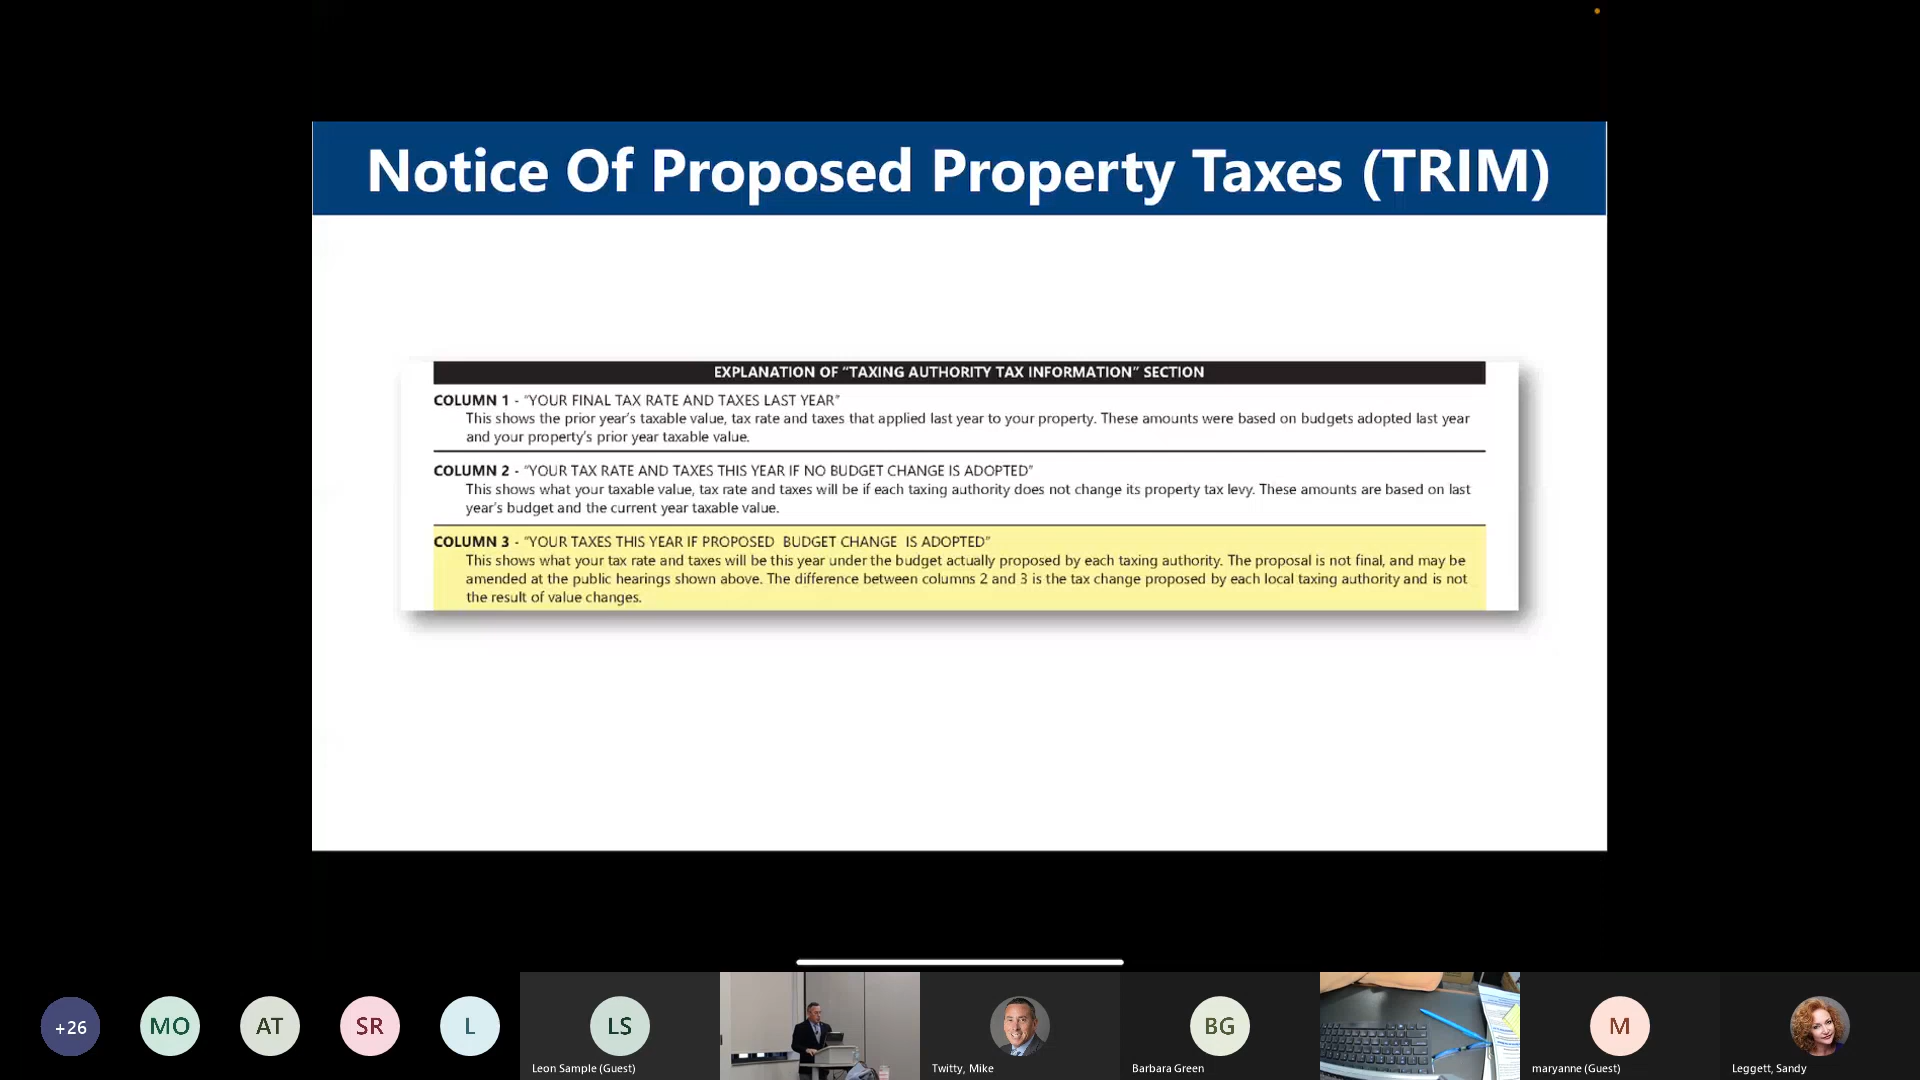 Notice Of Proposed Property Taxes (TRIM)
EXPLANATION OF “TAXING AUTHORITY TAX INFORMATION” SECTION
COLUMN 1 - “YOUR FINAL TAX RATE AND TAXES LAST YEAR”
This shows the prior year’s taxable value, tax rate and taxes that applied last year to your property. These amounts were based on budgets adopted last year
and your property’s prior year taxable value.
COLUMN 2 - “YOUR TAX RATE AND TAXES THIS YEAR IF NO BUDGET CHANGE IS ADOPTED”
This shows what your taxable value, tax rate and taxes will be if each taxing authority does not change its property tax levy. These amounts are based on last
year’s budget and the current year taxable value.
COLUMN 3 - “YOUR TAXES THIS YEAR IF PROPOSED BUDGET CHANGE IS ADOPTED”
This shows what your tax rate and taxes will be this year under the budget actually proposed by each taxing authority. The proposal is not final, and may be
amended at the public hearings shown above. The difference between columns 2 and 3 is the tax change proposed by each local taxing authority and is not
the result of value changes.
+26 MO AT SR L LS BG M
Leon Sample (Guest) Twitty, Mike Barbara Green maryanne (Guest) Leggett, Sandy